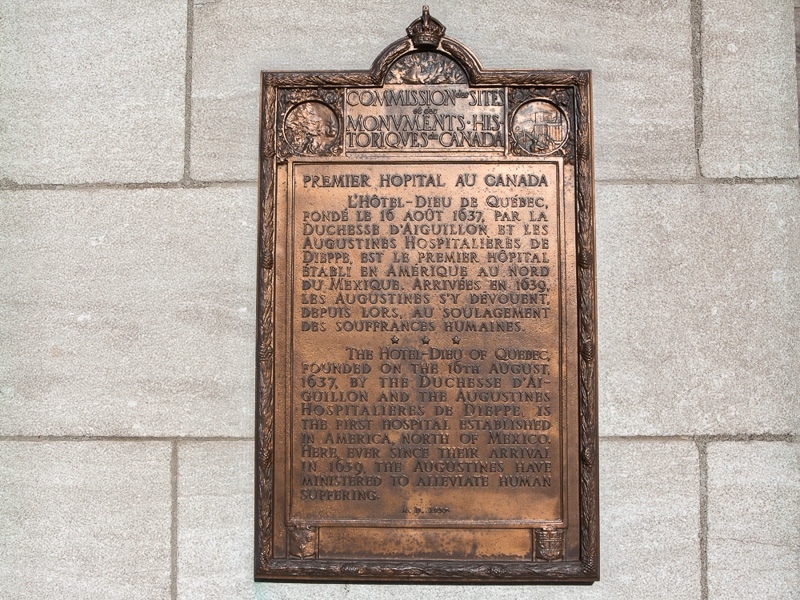 COMMISSION des SITES
et des
MONVMENTS · HIS-
TORIQVES du CANADA
PREMIER HOPITAL AU CANADA
L'HÔTEL-DIEU DE QUÉBEC,
FONDÉ LE 16 AOÛT 1637, PAR LA
DUCHESSE D'AIGUILLON ET LES
AUGUSTINES HOSPITALIÈRES DE
DIEPPE, EST LE PREMIER HÔPITAL
ÉTABLI EN AMÉRIQUE AU NORD
DU MEXIQUE. ARRIVÉES EN 1639,
LES AUGUSTINES S'Y DÉVOUENT,
DEPUIS LORS, AU SOULAGEMENT
DES SOUFFRANCES HUMAINES.
THE HOTEL-DIEU OF QUEBEC,
FOUNDED ON THE 16TH AUGUST,
1637, BY THE DUCHESSE D'AI-
GUILLON AND THE AUGUSTINES
HOSPITALIERES DE DIEPPE, IS
THE FIRST HOSPITAL ESTABLISHED
IN AMERICA, NORTH OF MEXICO.
HERE, EVER SINCE THEIR ARRIVAL
IN 1639, THE AUGUSTINES HAVE
MINISTERED TO ALLEVIATE HUMAN
SUFFERING.